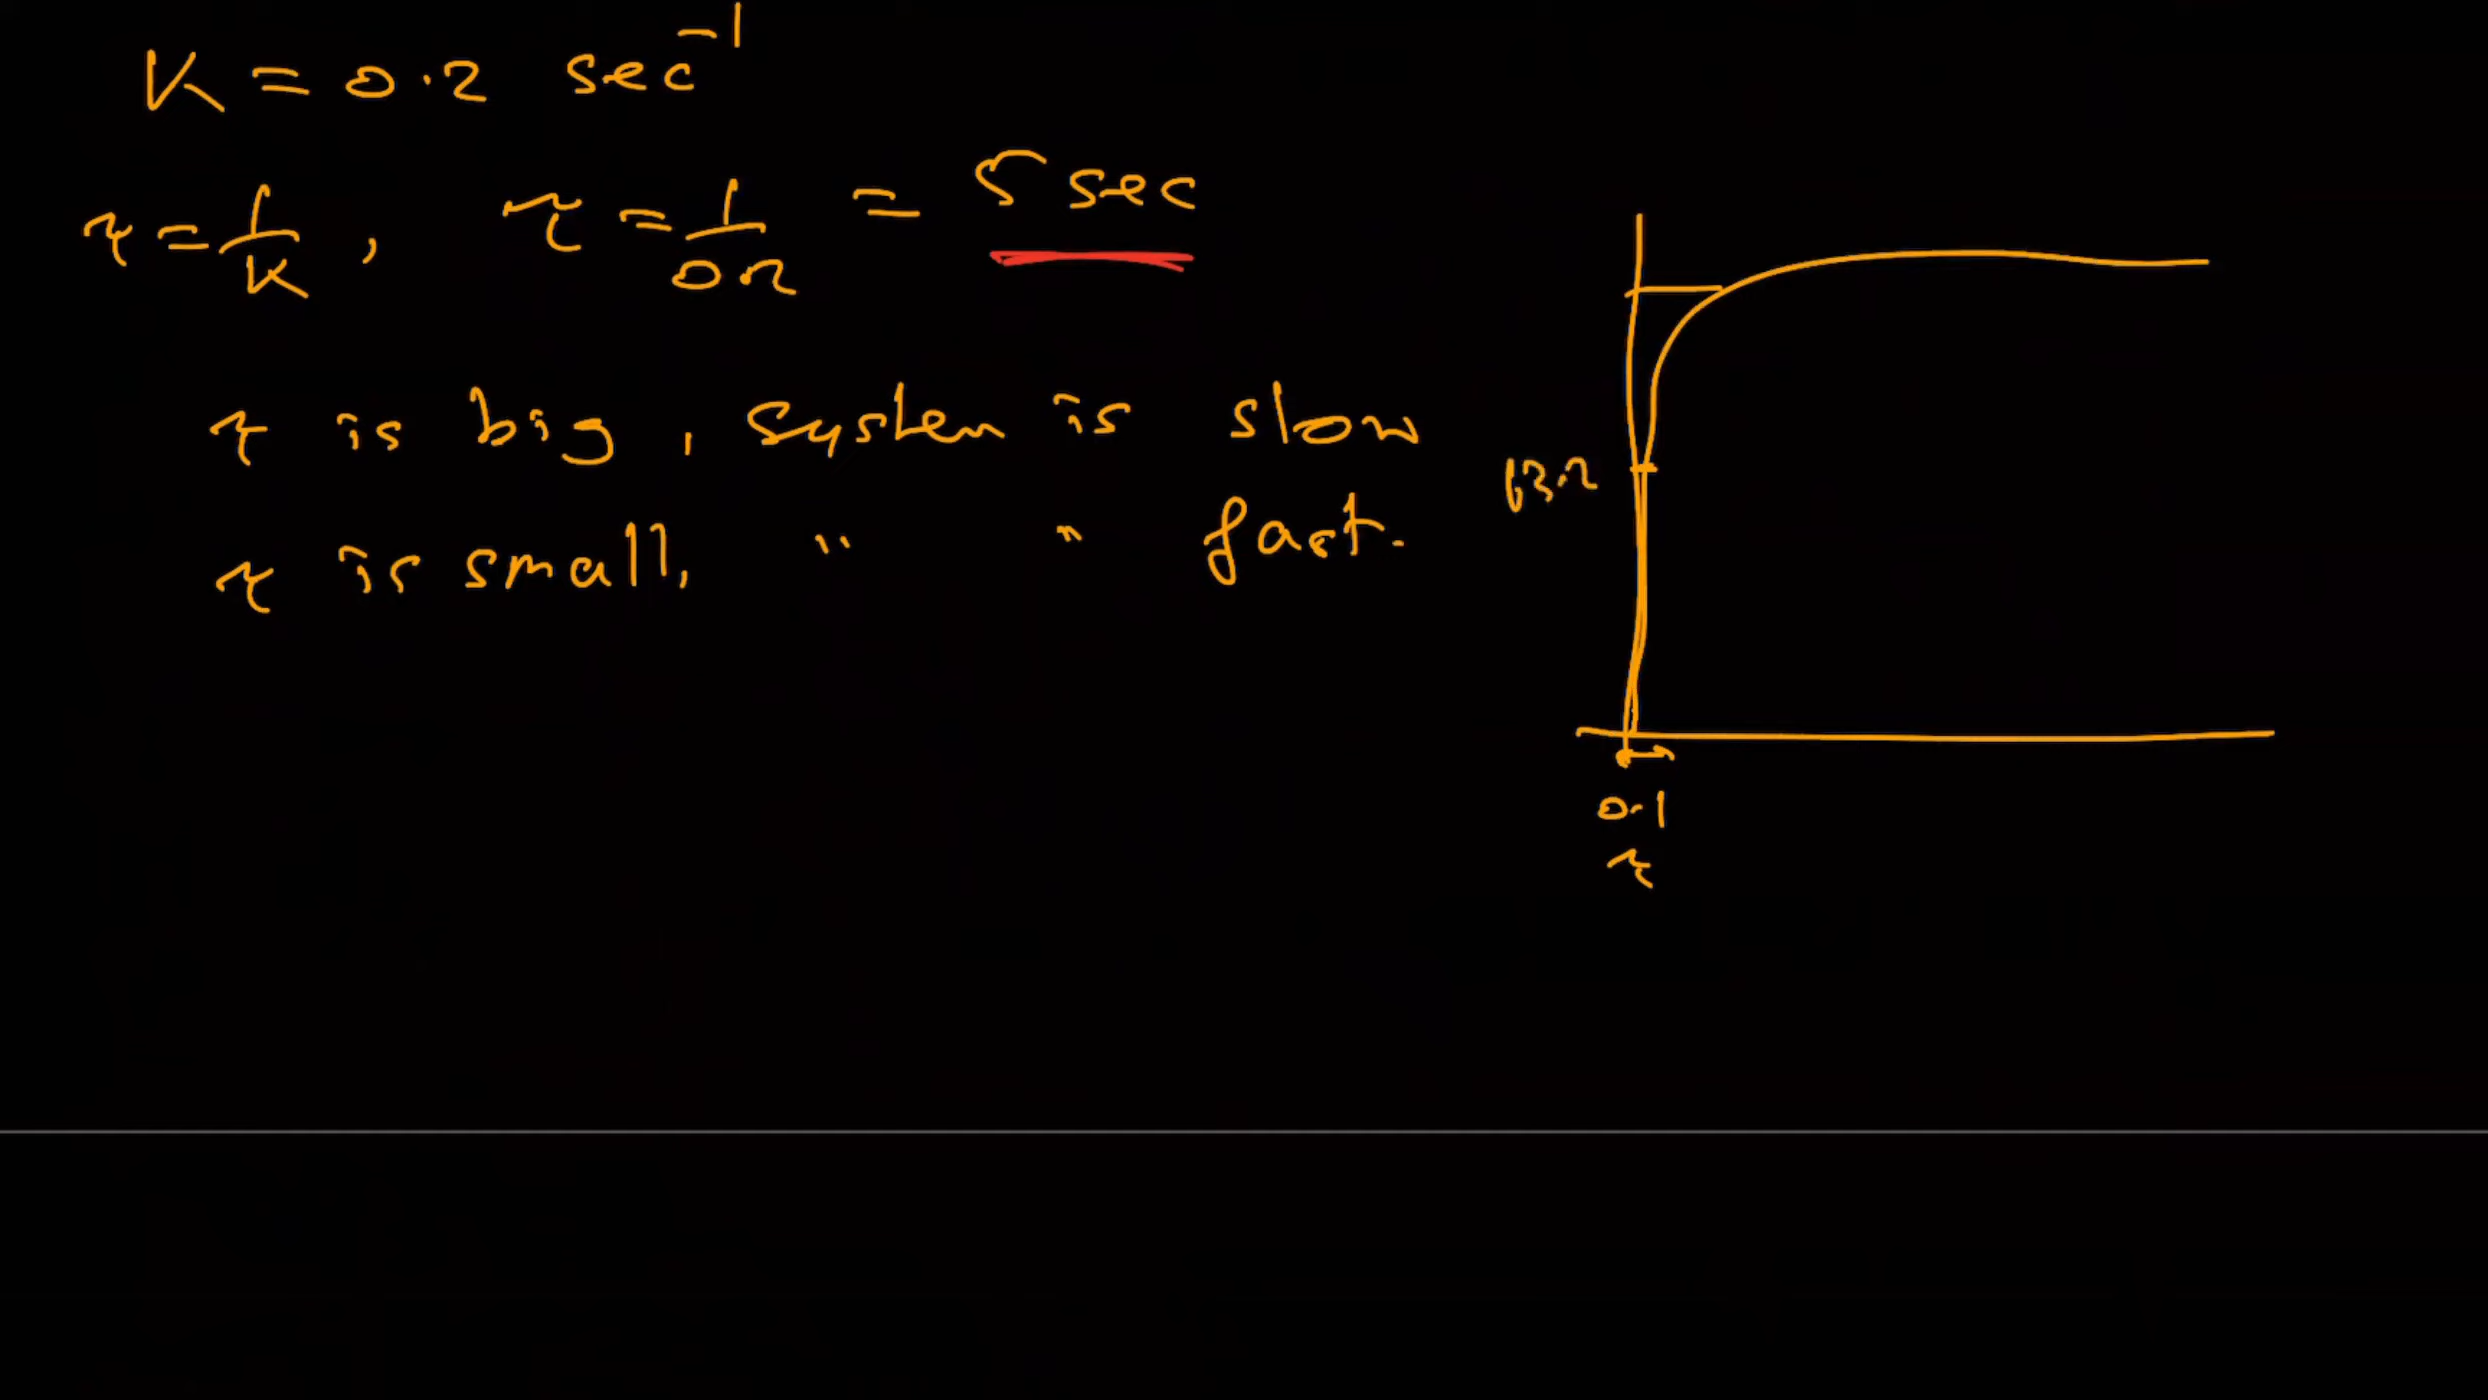 K = 0.2 sec⁻¹
τ = 1/K , τ = 1/0.2 = 5 sec
τ is big, system is slow
τ is small, " " fast.
63.2
0.1
τ